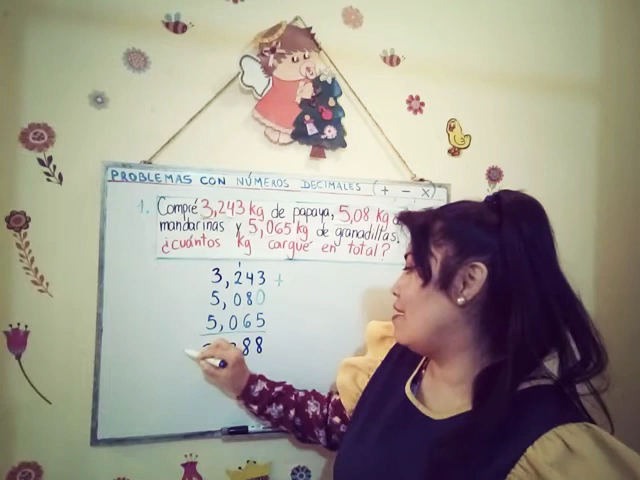 PROBLEMAS CON NÚMEROS DECIMALES (+ - x)
1. Compré 3,243 kg de papaya, 5,08 kg
mandarinas y 5,065 kg de granadillas.
¿cuántos kg cargué en total?
1
3,243 +
5,080
5,065
88